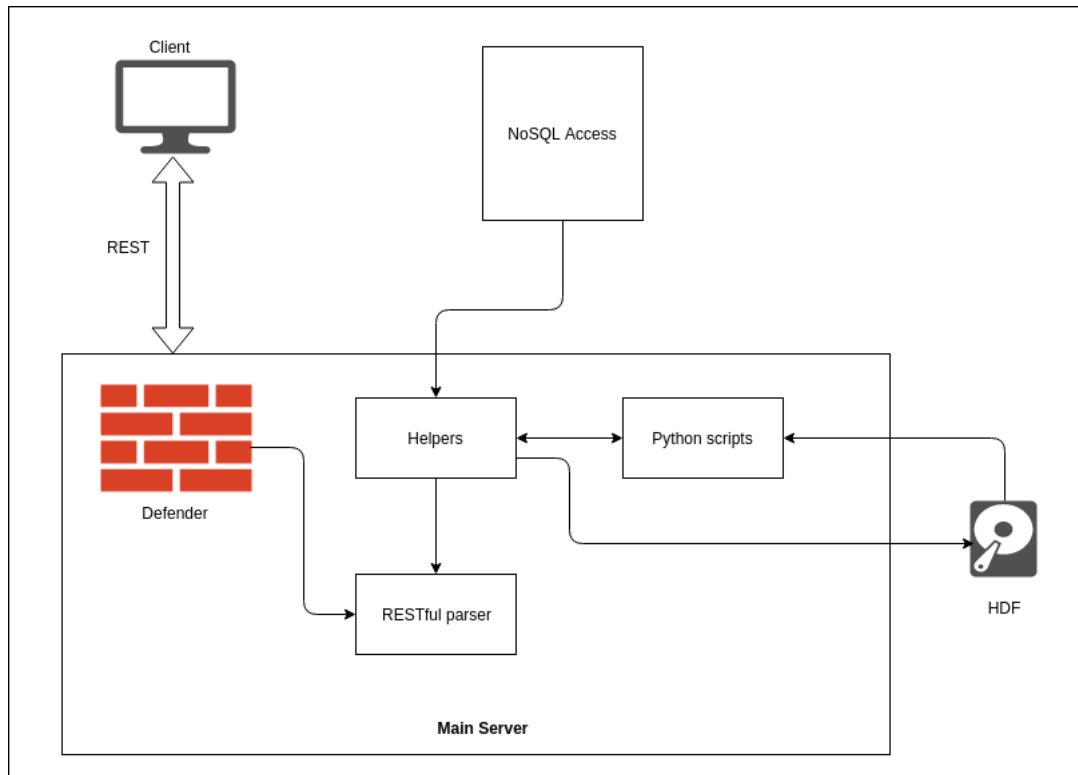 Client
NoSQL Access
REST
Helpers
Python scripts
Defender
HDF
RESTful parser
Main Server